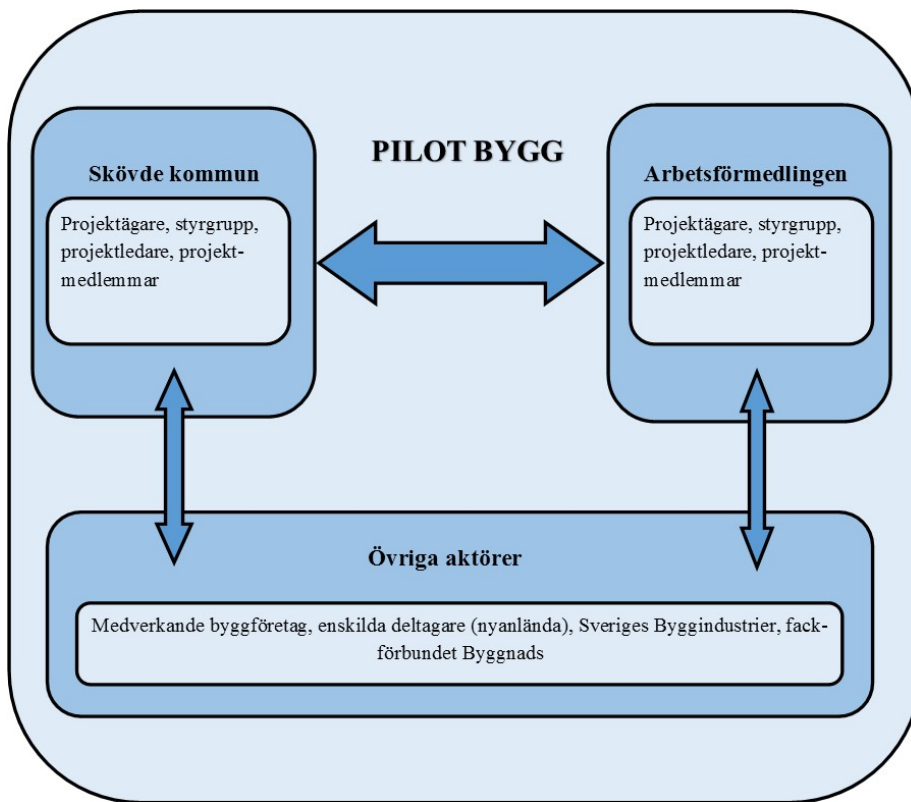 PILOT BYGG
Skövde kommun
Projektägare, styrgrupp,
projektledare, projekt-
medlemmar
Arbetsförmedlingen
Projektägare, styrgrupp,
projektledare, projekt-
medlemmar
Övriga aktörer
Medverkande byggföretag, enskilda deltagare (nyanlända), Sveriges Byggindustrier, fack-
förbundet Byggnads